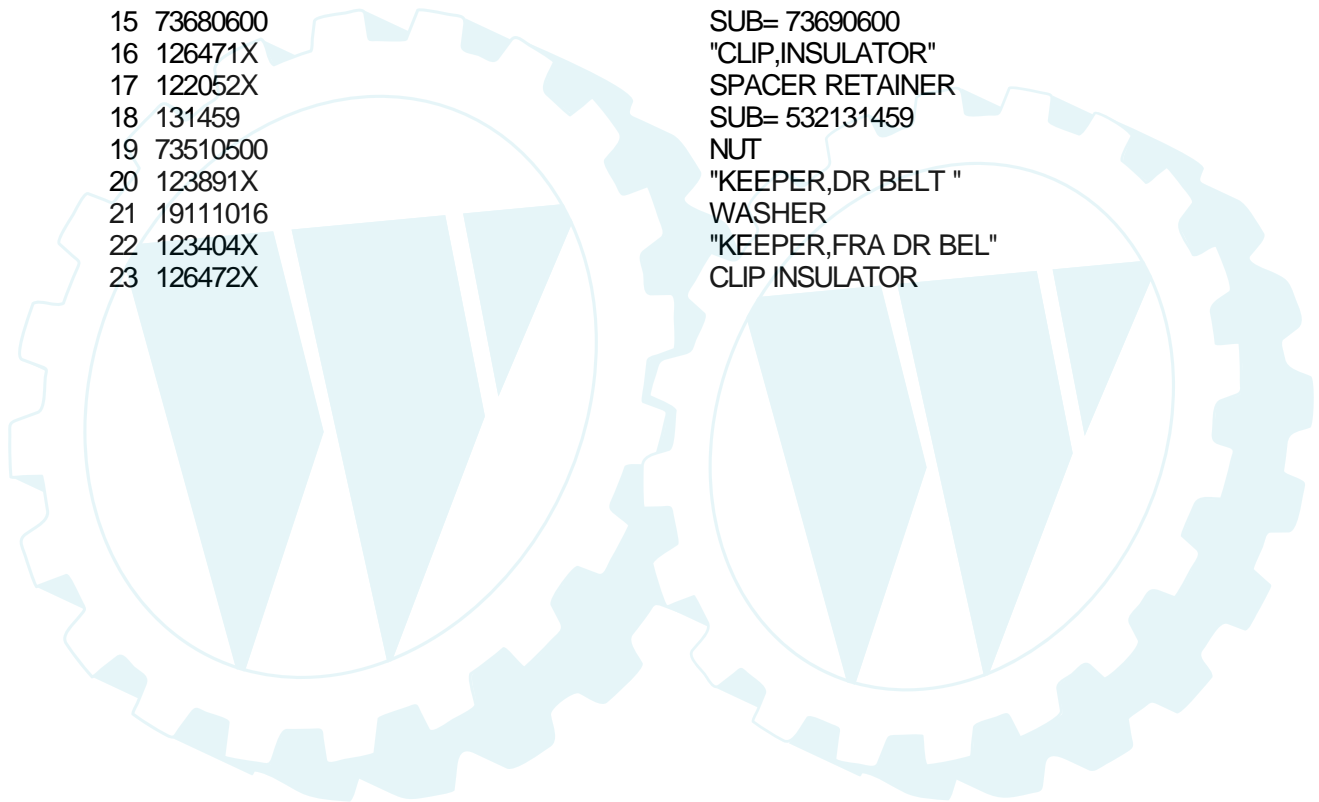 15 73680600 SUB= 73690600
16 126471X "CLIP,INSULATOR"
17 122052X SPACER RETAINER
18 131459 SUB= 532131459
19 73510500 NUT
20 123891X "KEEPER,DR BELT "
21 19111016 WASHER
22 123404X "KEEPER,FRA DR BEL"
23 126472X CLIP INSULATOR